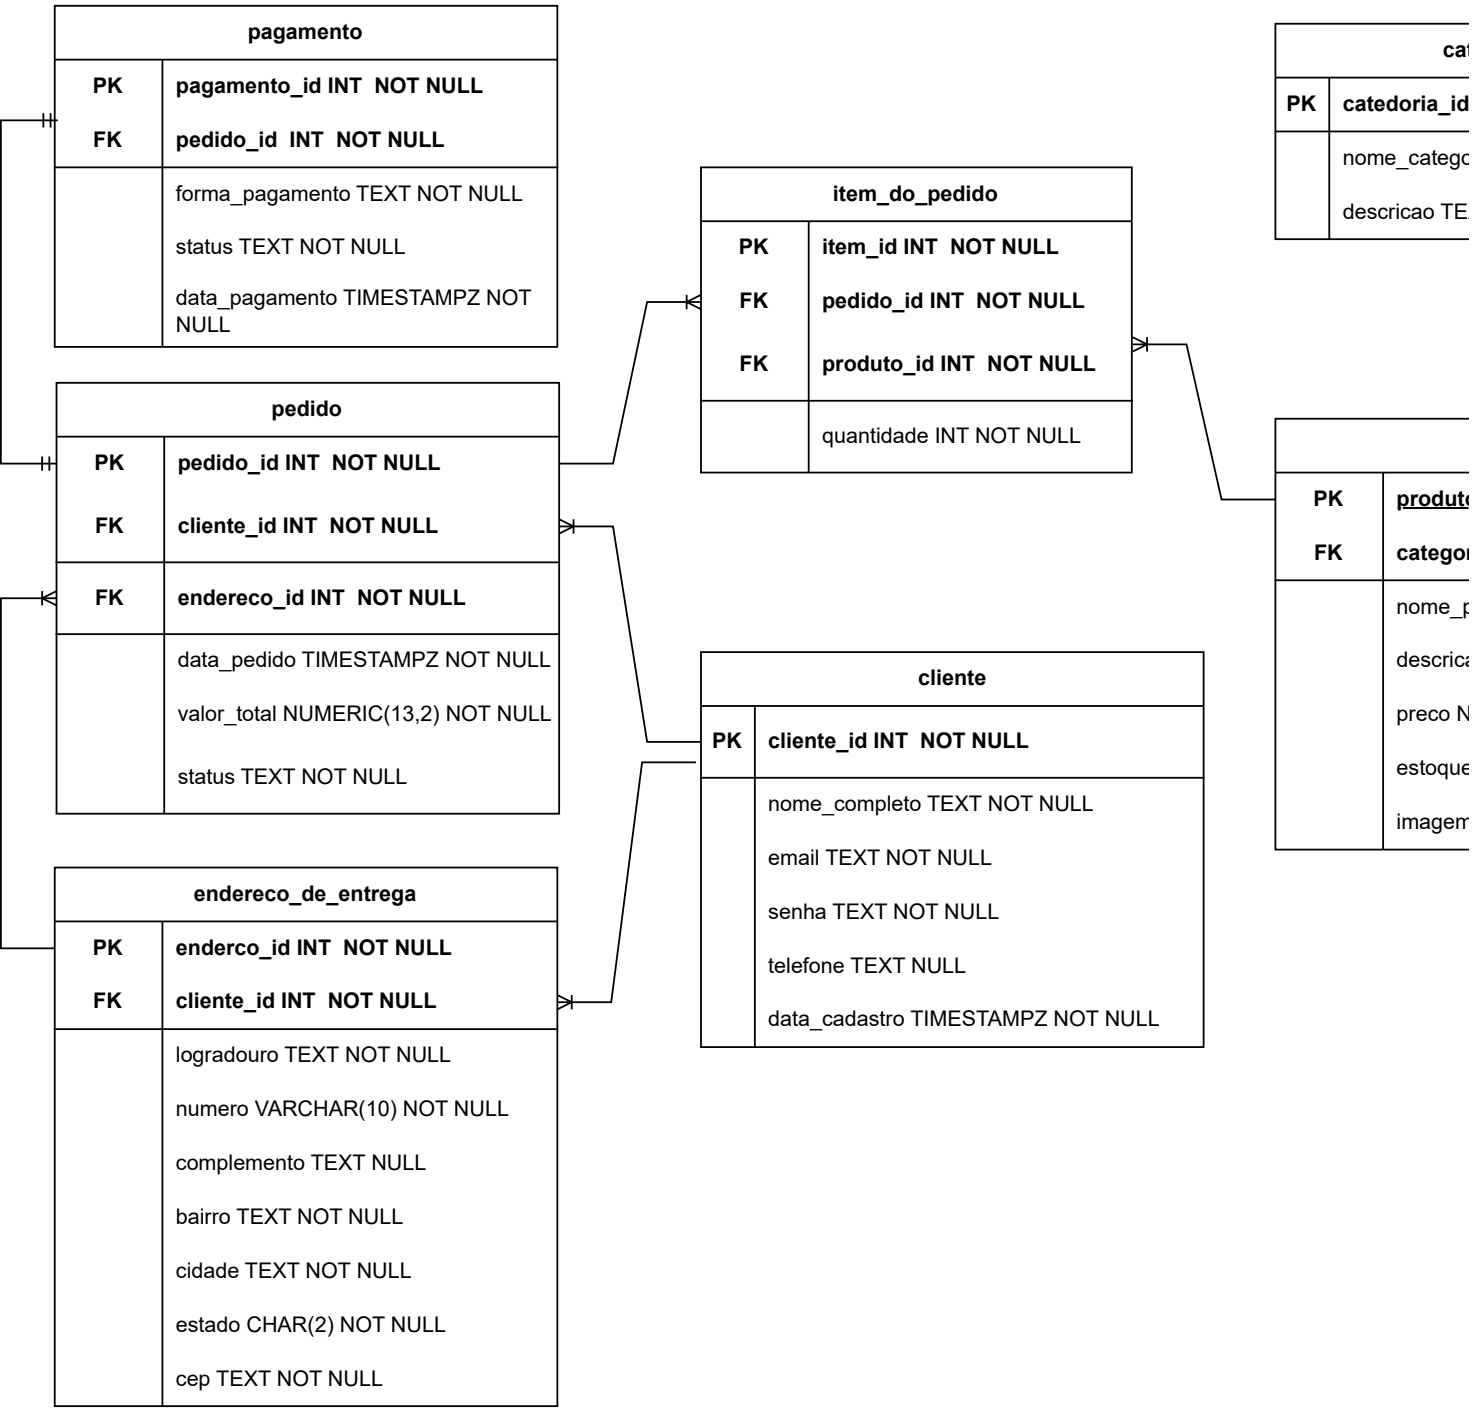 pagamento
PK pagamento_id INT NOT NULL
FK pedido_id INT NOT NULL
forma_pagamento TEXT NOT NULL
status TEXT NOT NULL
data_pagamento TIMESTAMPZ NOT
NULL
pedido
PK pedido_id INT NOT NULL
FK cliente_id INT NOT NULL
FK endereco_id INT NOT NULL
data_pedido TIMESTAMPZ NOT NULL
valor_total NUMERIC(13,2) NOT NULL
status TEXT NOT NULL
endereco_de_entrega
PK enderco_id INT NOT NULL
FK cliente_id INT NOT NULL
logradouro TEXT NOT NULL
numero VARCHAR(10) NOT NULL
complemento TEXT NULL
bairro TEXT NOT NULL
cidade TEXT NOT NULL
estado CHAR(2) NOT NULL
cep TEXT NOT NULL
item_do_pedido
PK item_id INT NOT NULL
FK pedido_id INT NOT NULL
FK produto_id INT NOT NULL
quantidade INT NOT NULL
cliente
PK cliente_id INT NOT NULL
nome_completo TEXT NOT NULL
email TEXT NOT NULL
senha TEXT NOT NULL
telefone TEXT NULL
data_cadastro TIMESTAMPZ NOT NULL
PK catedoria_id
descricao
PK
FK
preco
estoque
imagem